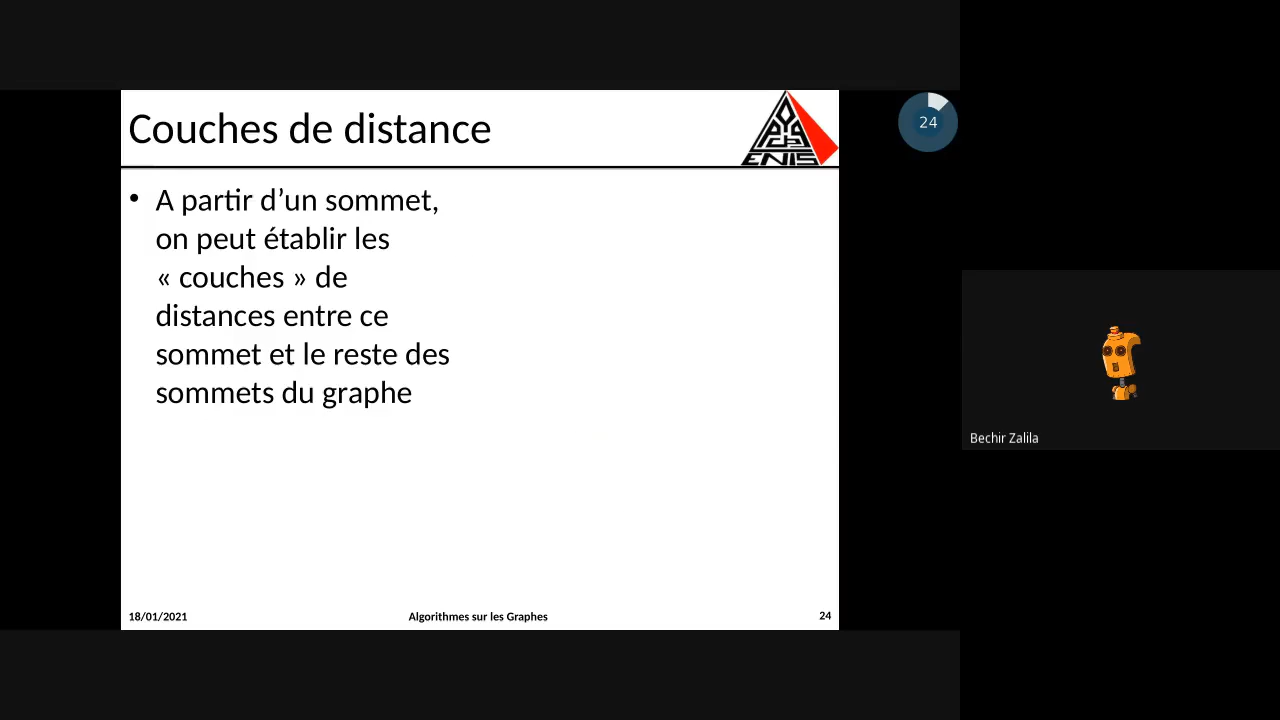 Couches de distance
ENIS
24
• A partir d’un sommet,
on peut établir les
« couches » de
distances entre ce
sommet et le reste des
sommets du graphe
Bechir Zalila
18/01/2021
Algorithmes sur les Graphes
24